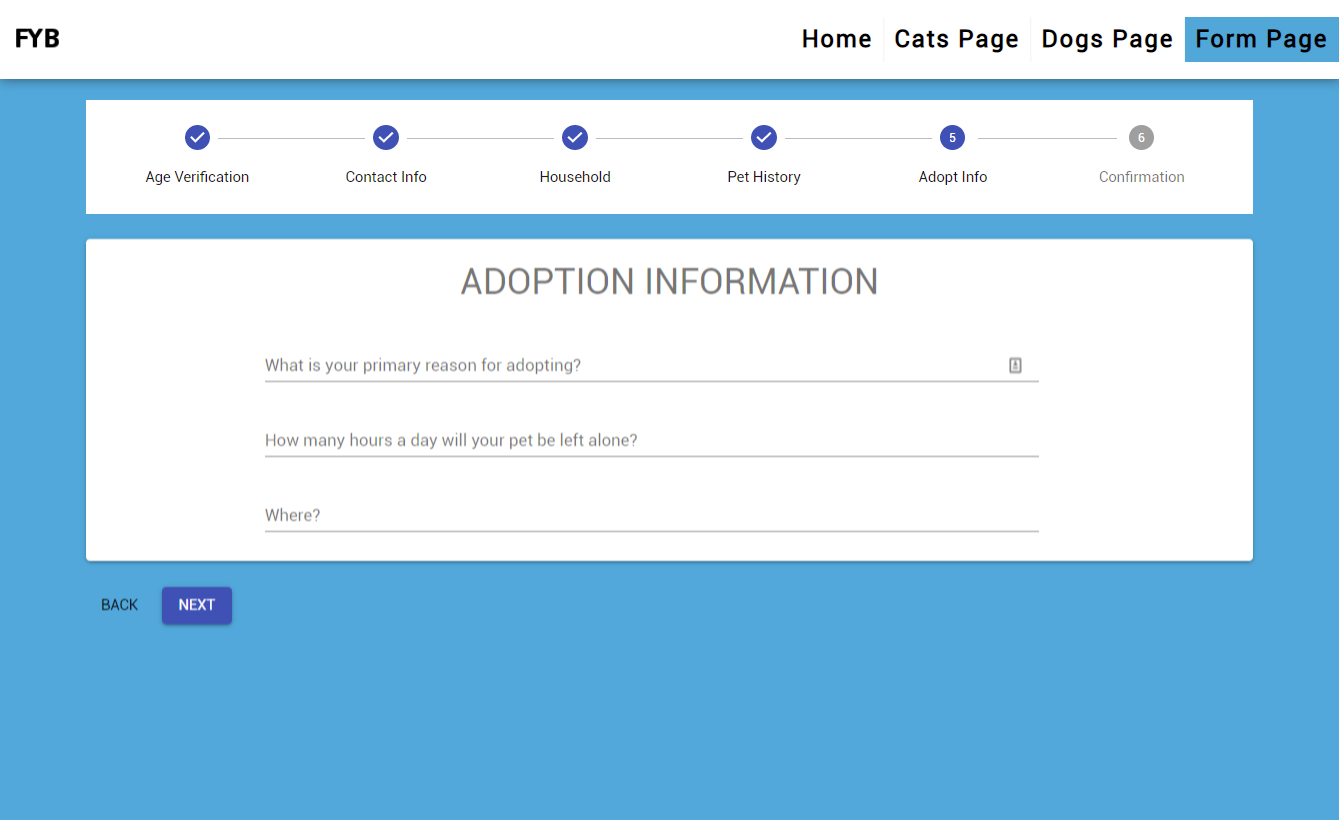 FYB
Home Cats Page Dogs Page Form Page
5 6
Age Verification Contact Info Household Pet History Adopt Info Confirmation
ADOPTION INFORMATION
What is your primary reason for adopting?
How many hours a day will your pet be left alone?
Where?
BACK NEXT